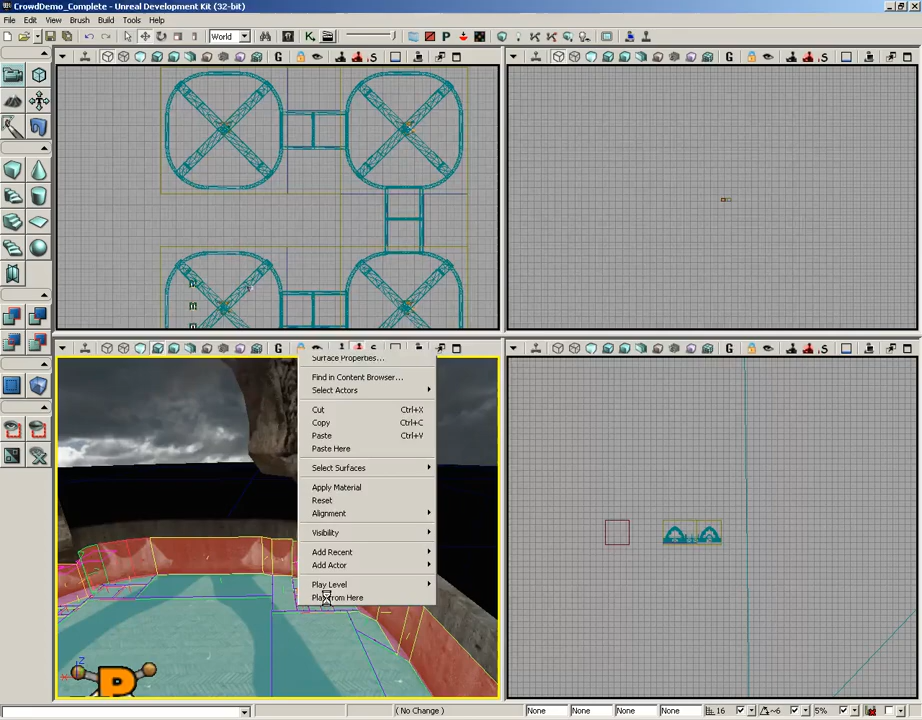 CrowdDemo_Complete - Unreal Development Kit (32-bit)
File Edit View Brush Build Tools Help
World
G G
Surface Properties...
Find in Content Browser...
Select Actors
Cut Ctrl+X
Copy Ctrl+C
Paste Ctrl+V
Paste Here
Select Surfaces
Apply Material
Reset
Alignment
Visibility
Add Recent
Add Actor
Play Level
Play From Here
G G
P
( No Change )
None None None None
16 ~6 5%